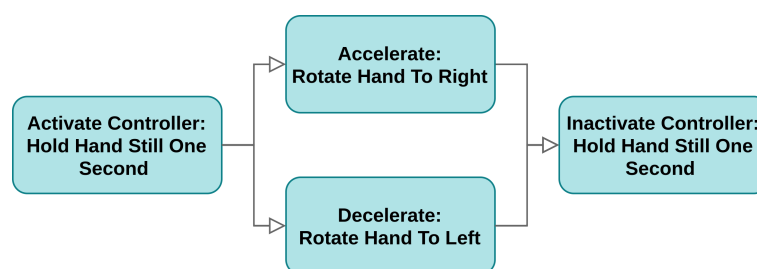 Activate Controller:
Hold Hand Still One
Second
Accelerate:
Rotate Hand To Right
Decelerate:
Rotate Hand To Left
Inactivate Controller:
Hold Hand Still One
Second